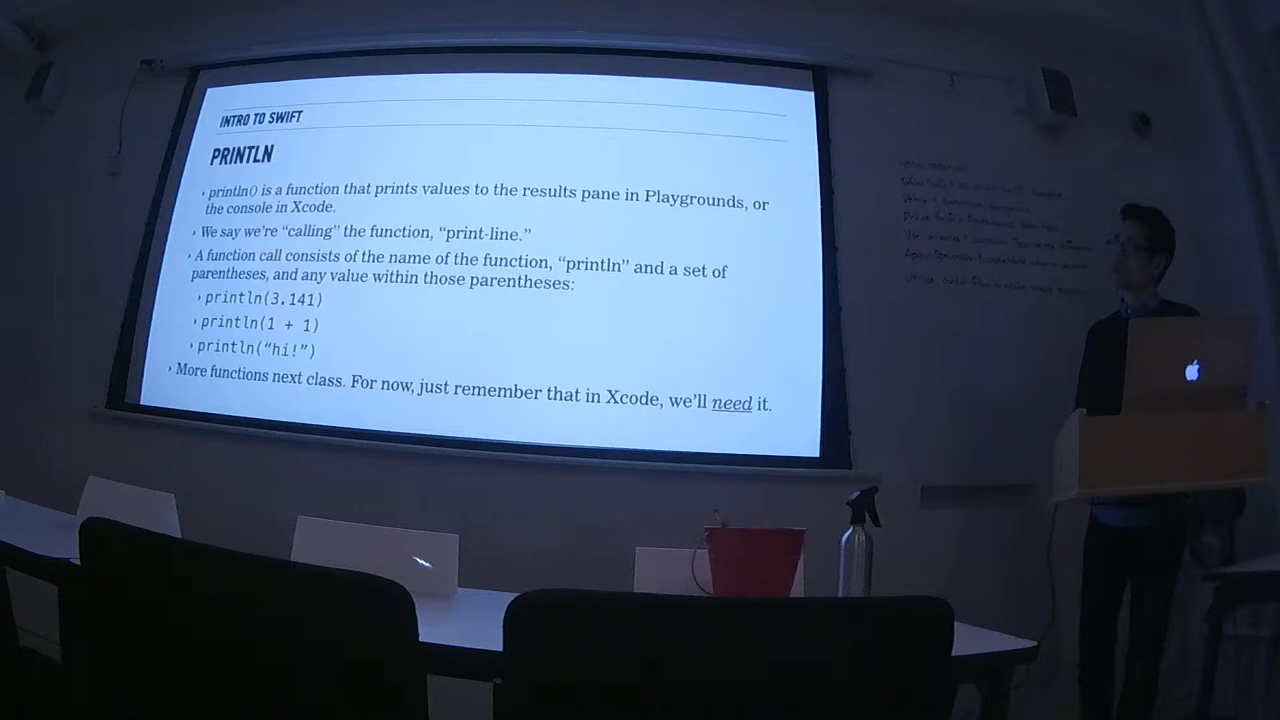 INTRO TO SWIFT
PRINTLN
println() is a function that prints values to the results pane in Playgrounds, or
the console in Xcode.
We say we're “calling” the function, “print-line.”
A function call consists of the name of the function, “println” and a set of
parentheses, and any value within those parentheses:
println(3.141)
println(1 + 1)
println(“hi!”)
More functions next class. For now, just remember that in Xcode, we'll need it.